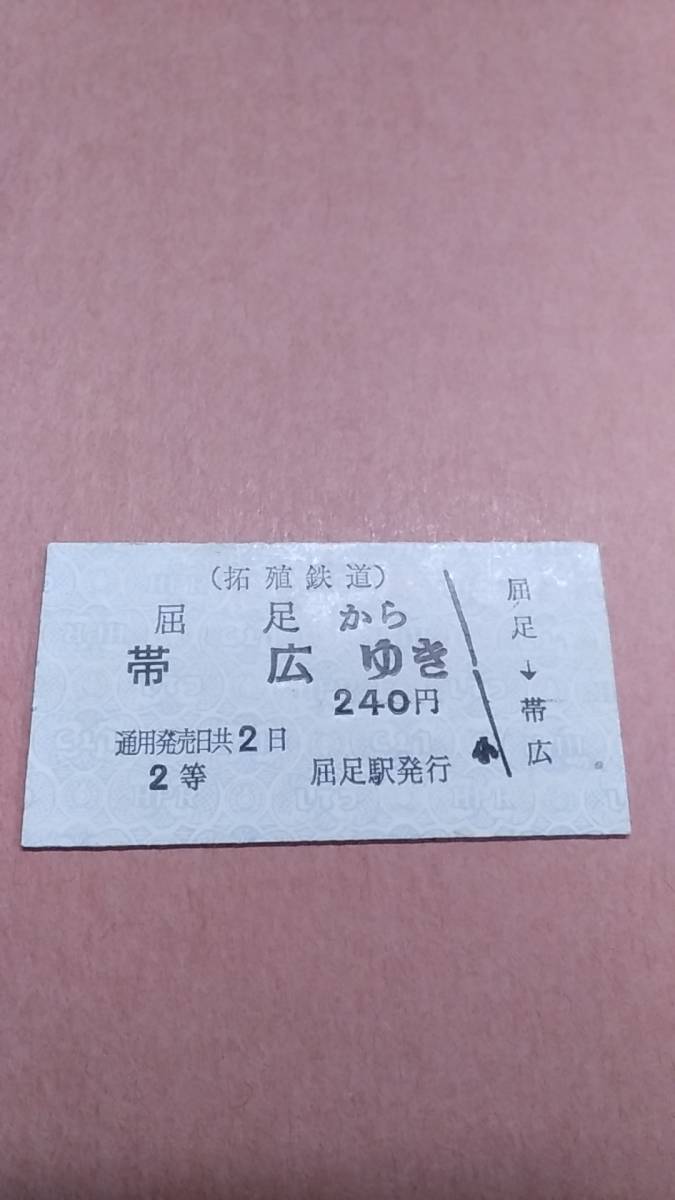 (拓殖鉄道)
屈足から
帯広ゆき
240円
通用発売日共2日
2等 屈足駅発行
小
屈足→帯広